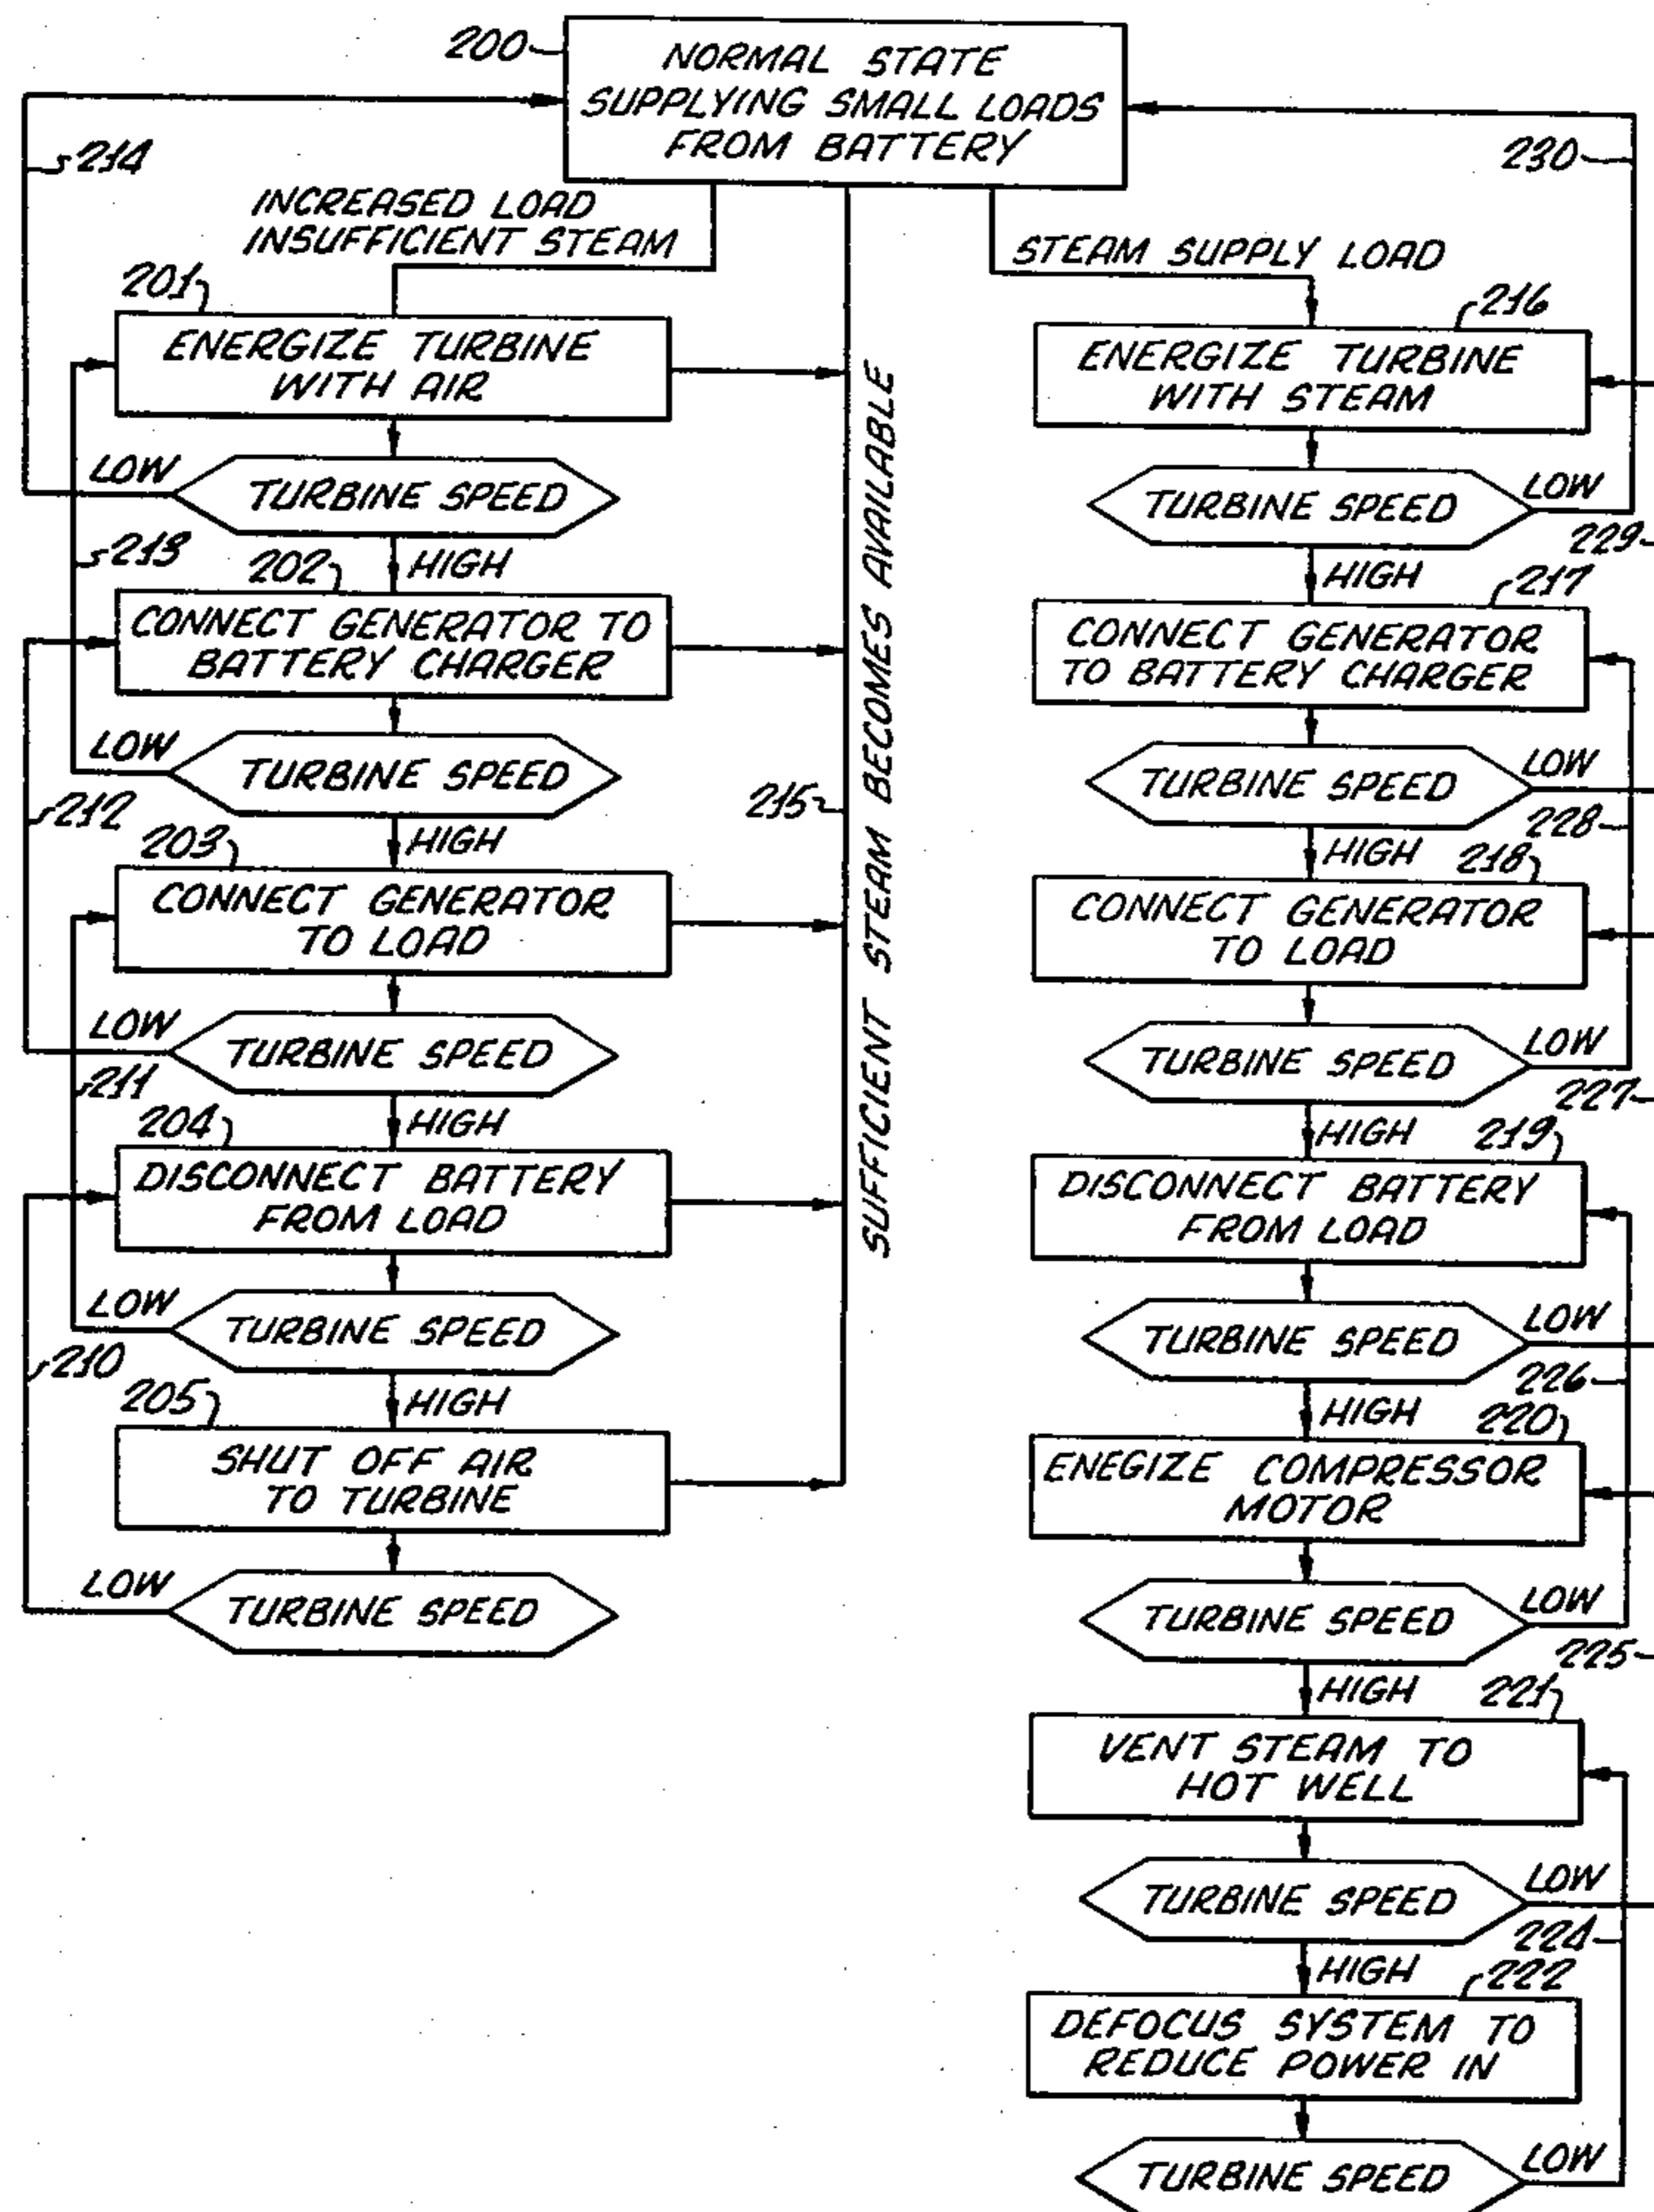 200
NORMAL STATE
SUPPLYING SMALL LOADS
FROM BATTERY
214
230
INCREASED LOAD
INSUFFICIENT STEAM
STEAM SUPPLY LOAD
201
ENERGIZE TURBINE
WITH AIR
LOW
TURBINE SPEED
213
HIGH
202
CONNECT GENERATOR TO
BATTERY CHARGER
LOW
TURBINE SPEED
212
HIGH
203
CONNECT GENERATOR
TO LOAD
LOW
TURBINE SPEED
211
HIGH
204
DISCONNECT BATTERY
FROM LOAD
LOW
TURBINE SPEED
210
HIGH
205
SHUT OFF AIR
TO TURBINE
LOW
TURBINE SPEED
215
SUFFICIENT STEAM BECOMES AVAILABLE
216
ENERGIZE TURBINE
WITH STEAM
TURBINE SPEED
LOW
229
HIGH
217
CONNECT GENERATOR
TO BATTERY CHARGER
TURBINE SPEED
LOW
228
HIGH
218
CONNECT GENERATOR
TO LOAD
TURBINE SPEED
LOW
227
HIGH
219
DISCONNECT BATTERY
FROM LOAD
TURBINE SPEED
LOW
226
HIGH
220
ENEGIZE COMPRESSOR
MOTOR
TURBINE SPEED
LOW
225
HIGH
221
VENT STEAM TO
HOT WELL
TURBINE SPEED
LOW
224
HIGH
222
DEFOCUS SYSTEM TO
REDUCE POWER IN
TURBINE SPEED
LOW